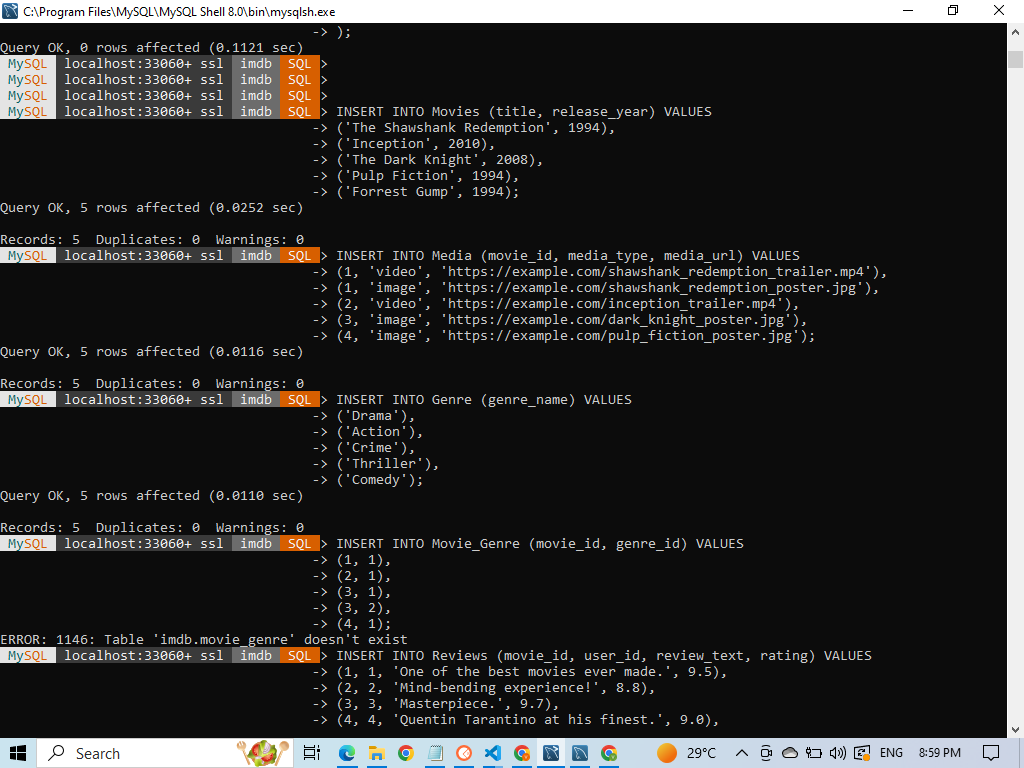 C:\Program Files\MySQL\MySQL Shell 8.0\bin\mysqlsh.exe
-> );
Query OK, 0 rows affected (0.1121 sec)
MySQL localhost:33060+ ssl imdb SQL >
MySQL localhost:33060+ ssl imdb SQL >
MySQL localhost:33060+ ssl imdb SQL >
MySQL localhost:33060+ ssl imdb SQL > INSERT INTO Movies (title, release_year) VALUES
-> ('The Shawshank Redemption', 1994),
-> ('Inception', 2010),
-> ('The Dark Knight', 2008),
-> ('Pulp Fiction', 1994),
-> ('Forrest Gump', 1994);
Query OK, 5 rows affected (0.0252 sec)
Records: 5  Duplicates: 0  Warnings: 0
MySQL localhost:33060+ ssl imdb SQL > INSERT INTO Media (movie_id, media_type, media_url) VALUES
-> (1, 'video', 'https://example.com/shawshank_redemption_trailer.mp4'),
-> (1, 'image', 'https://example.com/shawshank_redemption_poster.jpg'),
-> (2, 'video', 'https://example.com/inception_trailer.mp4'),
-> (3, 'image', 'https://example.com/dark_knight_poster.jpg'),
-> (4, 'image', 'https://example.com/pulp_fiction_poster.jpg');
Query OK, 5 rows affected (0.0116 sec)
Records: 5  Duplicates: 0  Warnings: 0
MySQL localhost:33060+ ssl imdb SQL > INSERT INTO Genre (genre_name) VALUES
-> ('Drama'),
-> ('Action'),
-> ('Crime'),
-> ('Thriller'),
-> ('Comedy');
Query OK, 5 rows affected (0.0110 sec)
Records: 5  Duplicates: 0  Warnings: 0
MySQL localhost:33060+ ssl imdb SQL > INSERT INTO Movie_Genre (movie_id, genre_id) VALUES
-> (1, 1),
-> (2, 1),
-> (3, 1),
-> (3, 2),
-> (4, 1);
ERROR: 1146: Table 'imdb.movie_genre' doesn't exist
MySQL localhost:33060+ ssl imdb SQL > INSERT INTO Reviews (movie_id, user_id, review_text, rating) VALUES
-> (1, 1, 'One of the best movies ever made.', 9.5),
-> (2, 2, 'Mind-bending experience!', 8.8),
-> (3, 3, 'Masterpiece.', 9.7),
-> (4, 4, 'Quentin Tarantino at his finest.', 9.0),
Search 29°C ENG 8:59 PM